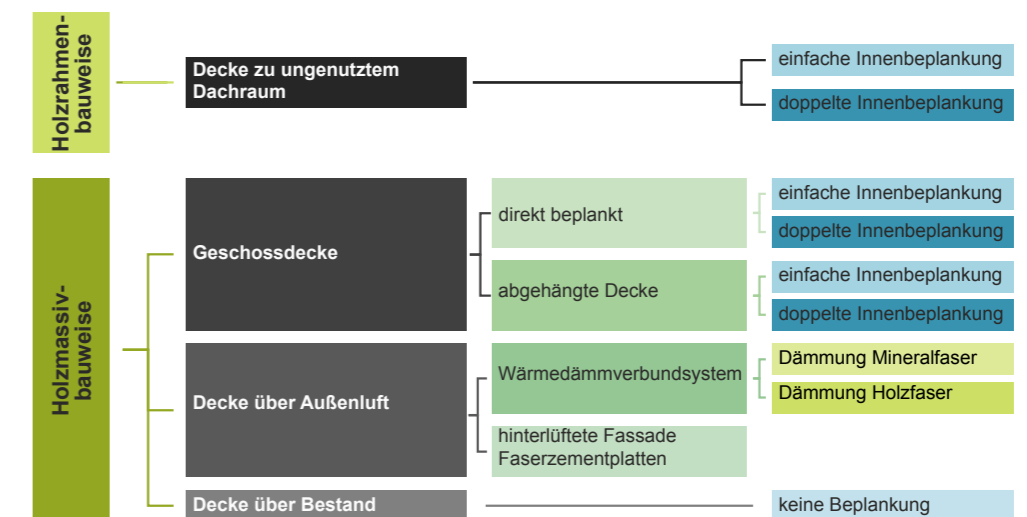 Holzrahmen-
bauweise
Decke zu ungenutztem
Dachraum
einfache Innenbeplankung
doppelte Innenbeplankung
Holzmassiv-
bauweise
Geschossdecke
direkt beplankt
einfache Innenbeplankung
doppelte Innenbeplankung
abgehängte Decke
einfache Innenbeplankung
doppelte Innenbeplankung
Decke über Außenluft
Wärmedämmverbundsystem
Dämmung Mineralfaser
Dämmung Holzfaser
hinterlüftete Fassade
Faserzementplatten
Decke über Bestand
keine Beplankung